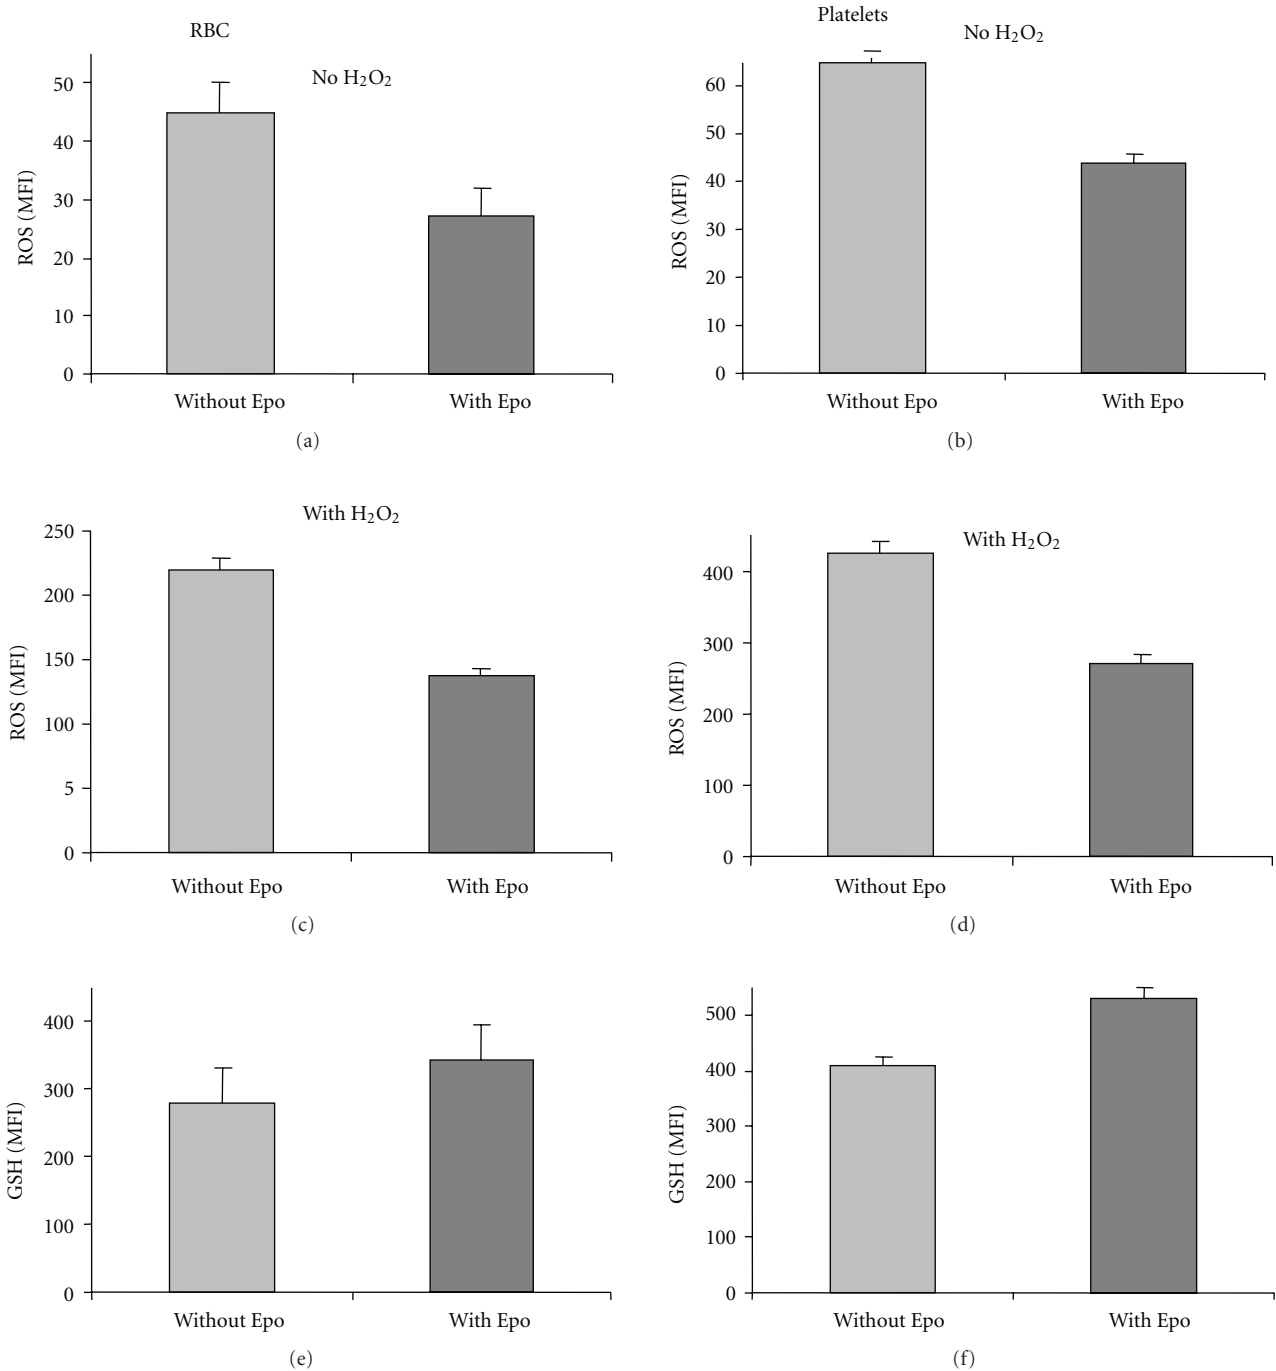 RBC
No H₂O₂
ROS (MFI)
50
40
30
20
10
0
Without Epo With Epo
(a)
Platelets
No H₂O₂
ROS (MFI)
60
50
40
30
20
10
0
Without Epo With Epo
(b)
With H₂O₂
ROS (MFI)
250
200
150
100
5
0
Without Epo With Epo
(c)
With H₂O₂
ROS (MFI)
400
300
200
100
0
Without Epo With Epo
(d)
GSH (MFI)
400
300
200
100
0
Without Epo With Epo
(e)
GSH (MFI)
500
400
300
200
100
0
Without Epo With Epo
(f)